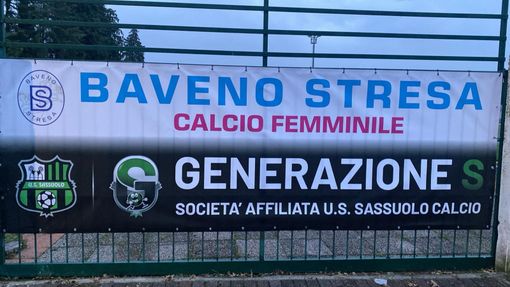 BAVENO
S
STRESA
BAVENO STRESA
CALCIO FEMMINILE
U.S. SASSUOLO
GENERAZIONE S
SOCIETA' AFFILIATA U.S. SASSUOLO CALCIO